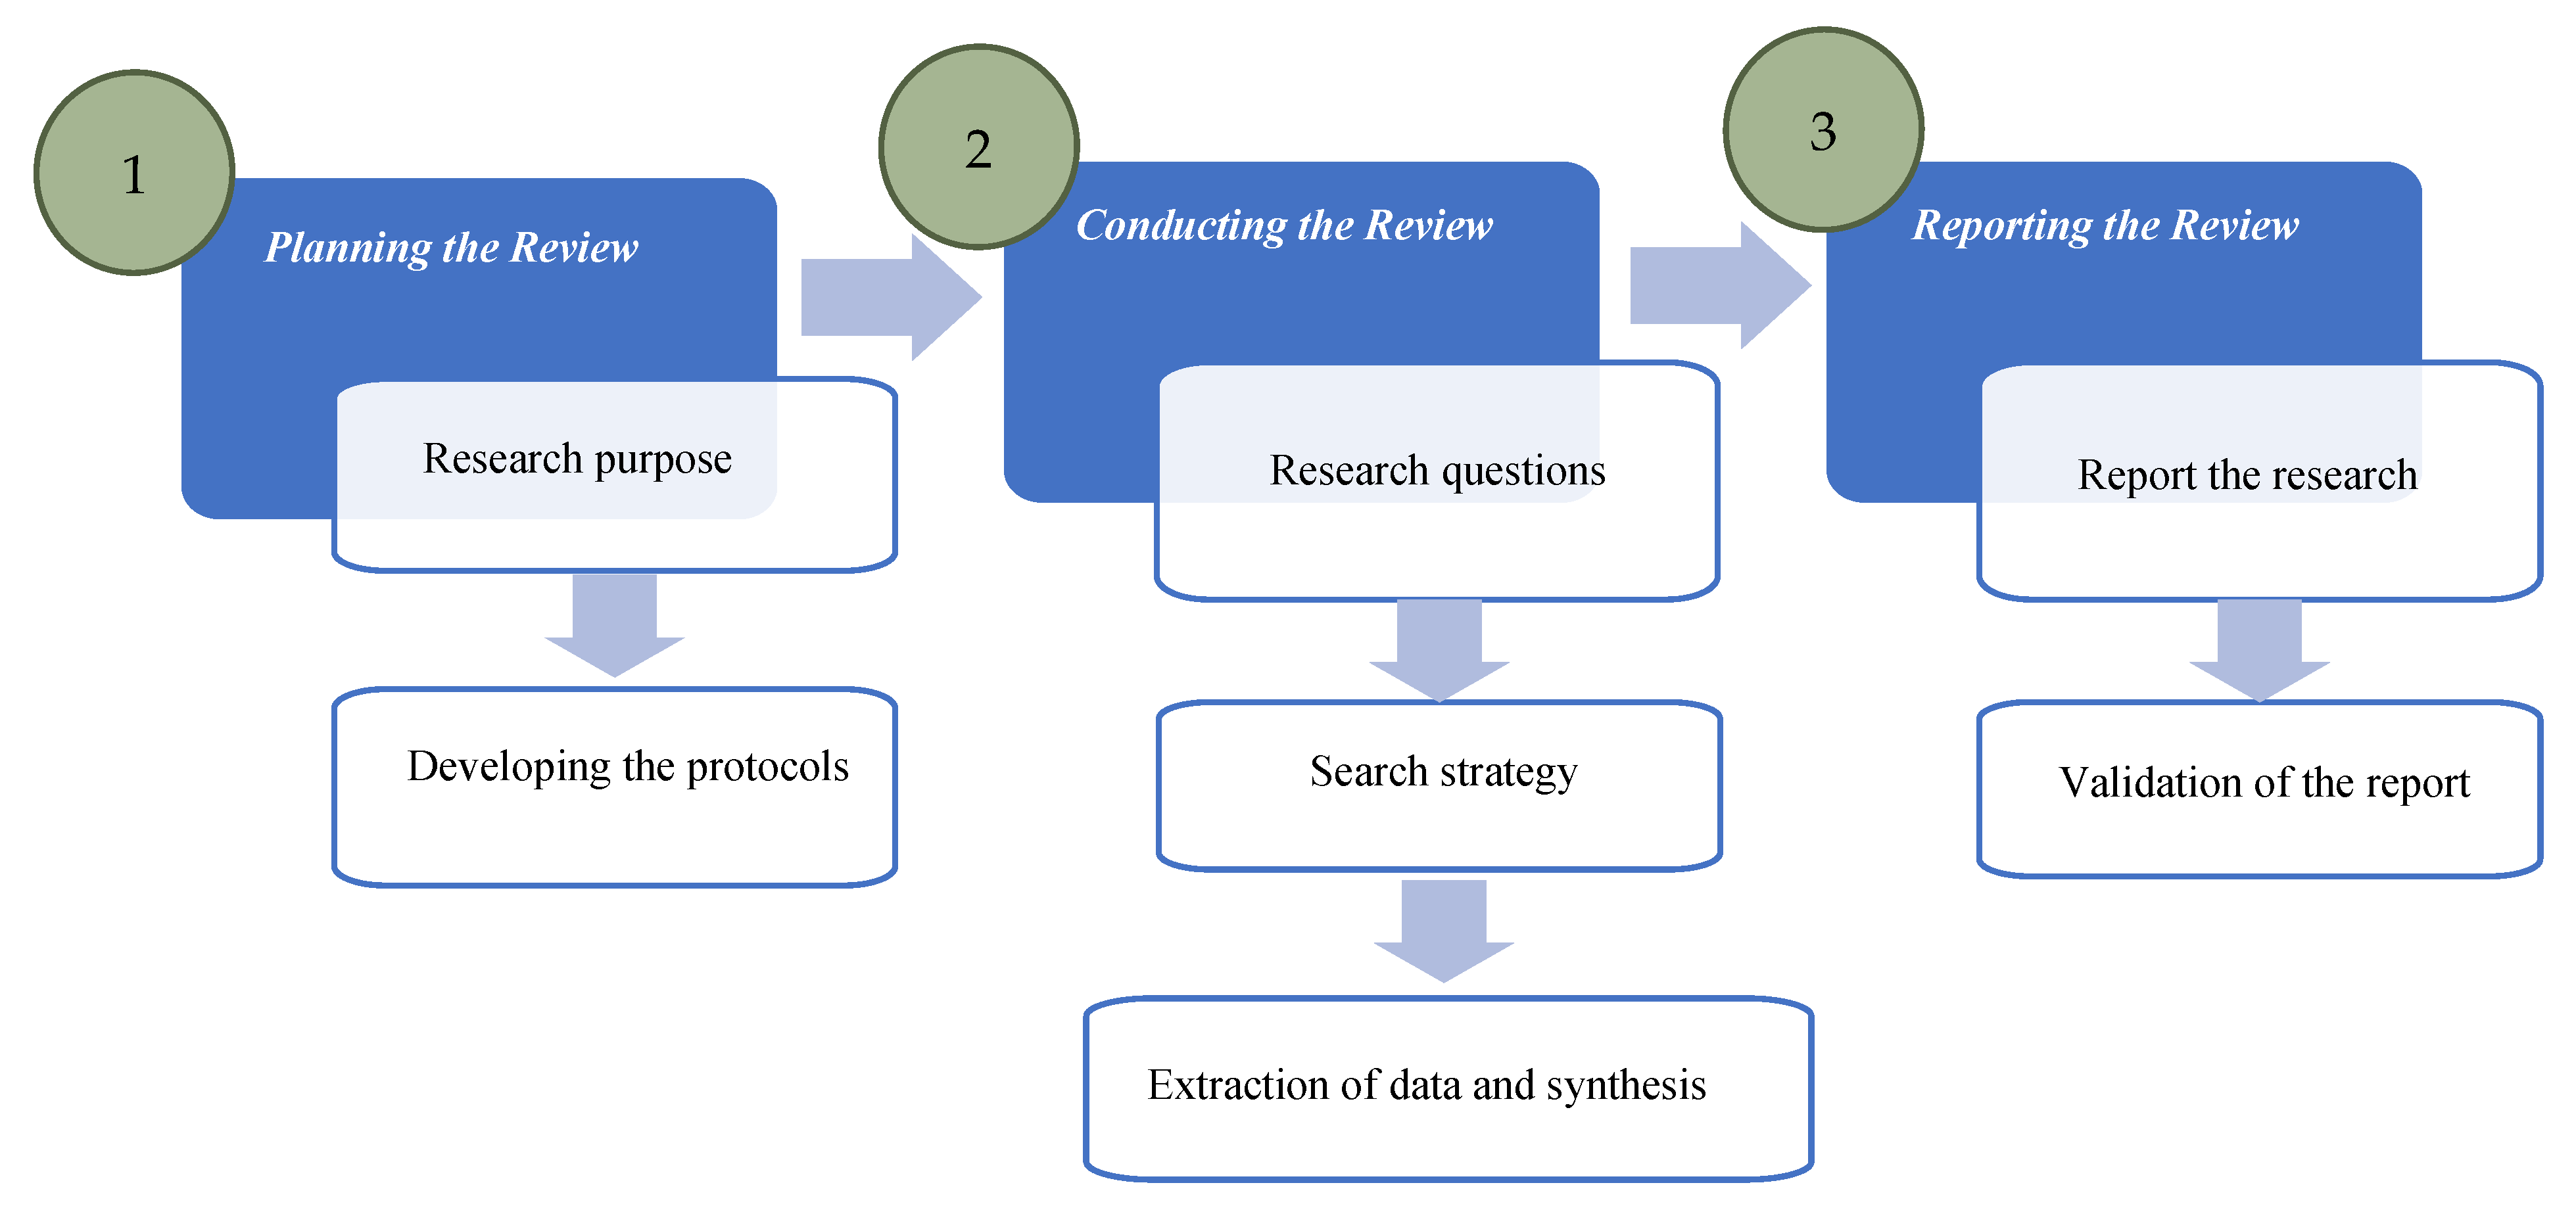 1
Planning the Review
Research purpose
Developing the protocols
2
Conducting the Review
Research questions
Search strategy
Extraction of data and synthesis
3
Reporting the Review
Report the research
Validation of the report